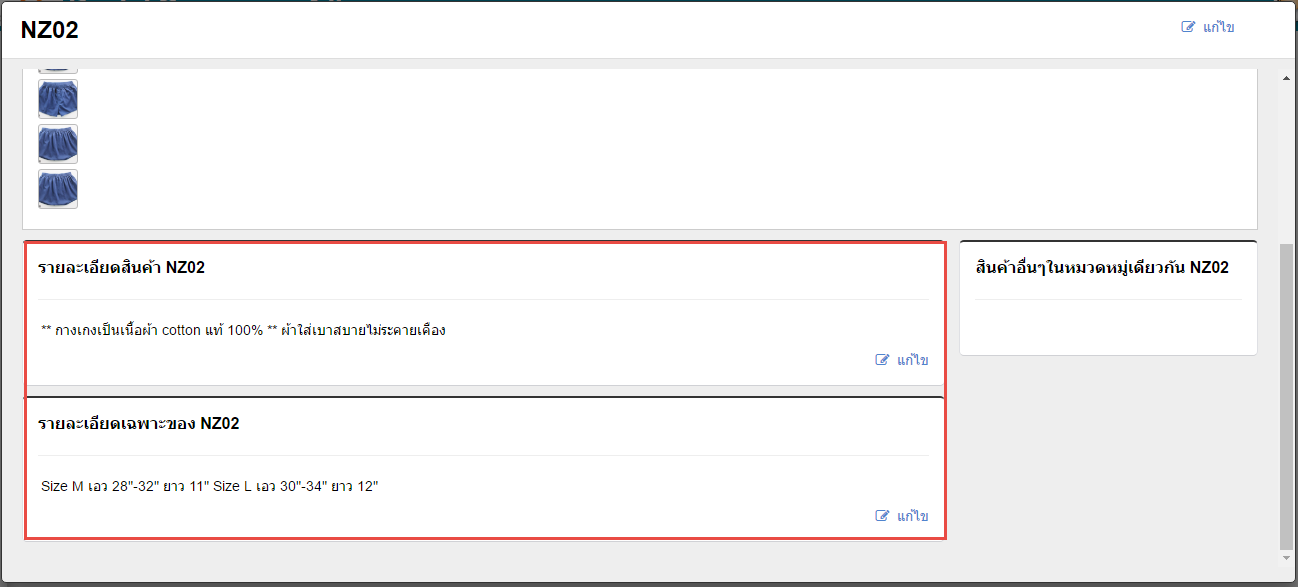 NZ02
แก้ไข
รายละเอียดสินค้า NZ02
** กางเกงเป็นเนื้อผ้า cotton แท้ 100% ** ผ้าใส่เบาสบายไม่ระคายเคือง
แก้ไข
สินค้าอื่นๆในหมวดหมู่เดียวกัน NZ02
รายละเอียดเฉพาะของ NZ02
Size M เอว 28"-32" ยาว 11" Size L เอว 30"-34" ยาว 12"
แก้ไข